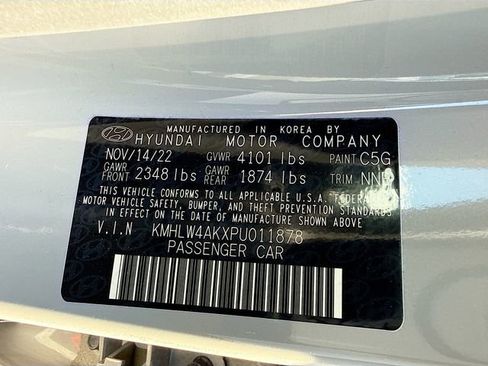 MANUFACTURED IN KOREA BY
HYUNDAI MOTOR COMPANY
NOV/14/22 GVWR 4101 lbs PAINT C5G
GAWR FRONT 2348 lbs GAWR REAR 1874 lbs TRIM NNB
THIS VEHICLE CONFORMS TO ALL APPLICABLE U.S.A. FEDERAL
MOTOR VEHICLE SAFETY, BUMPER, AND THEFT PREVENTION STANDARDS
IN EFFECT ON THE DATE OF MANUFACTURE SHOWN ABOVE.
V.I.N KMHLW4AKXPU011878
PASSENGER CAR